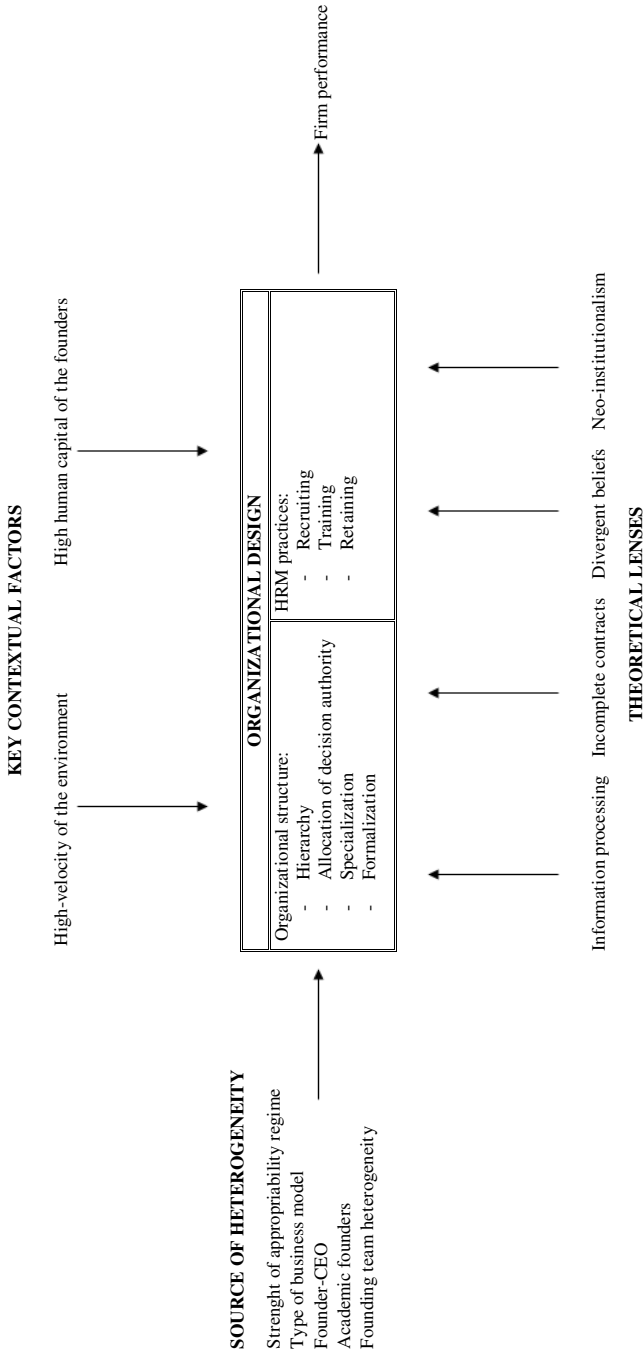 KEY CONTEXTUAL FACTORS
High-velocity of the environment
High human capital of the founders
SOURCE OF HETEROGENEITY
Strenght of appropriability regime
Type of business model
Founder-CEO
Academic founders
Founding team heterogeneity
ORGANIZATIONAL DESIGN
Organizational structure:
- Hierarchy
- Allocation of decision authority
- Specialization
- Formalization
HRM practices:
- Recruiting
- Training
- Retaining
Firm performance
Information processing
Incomplete contracts
Divergent beliefs
Neo-institutionalism
THEORETICAL LENSES